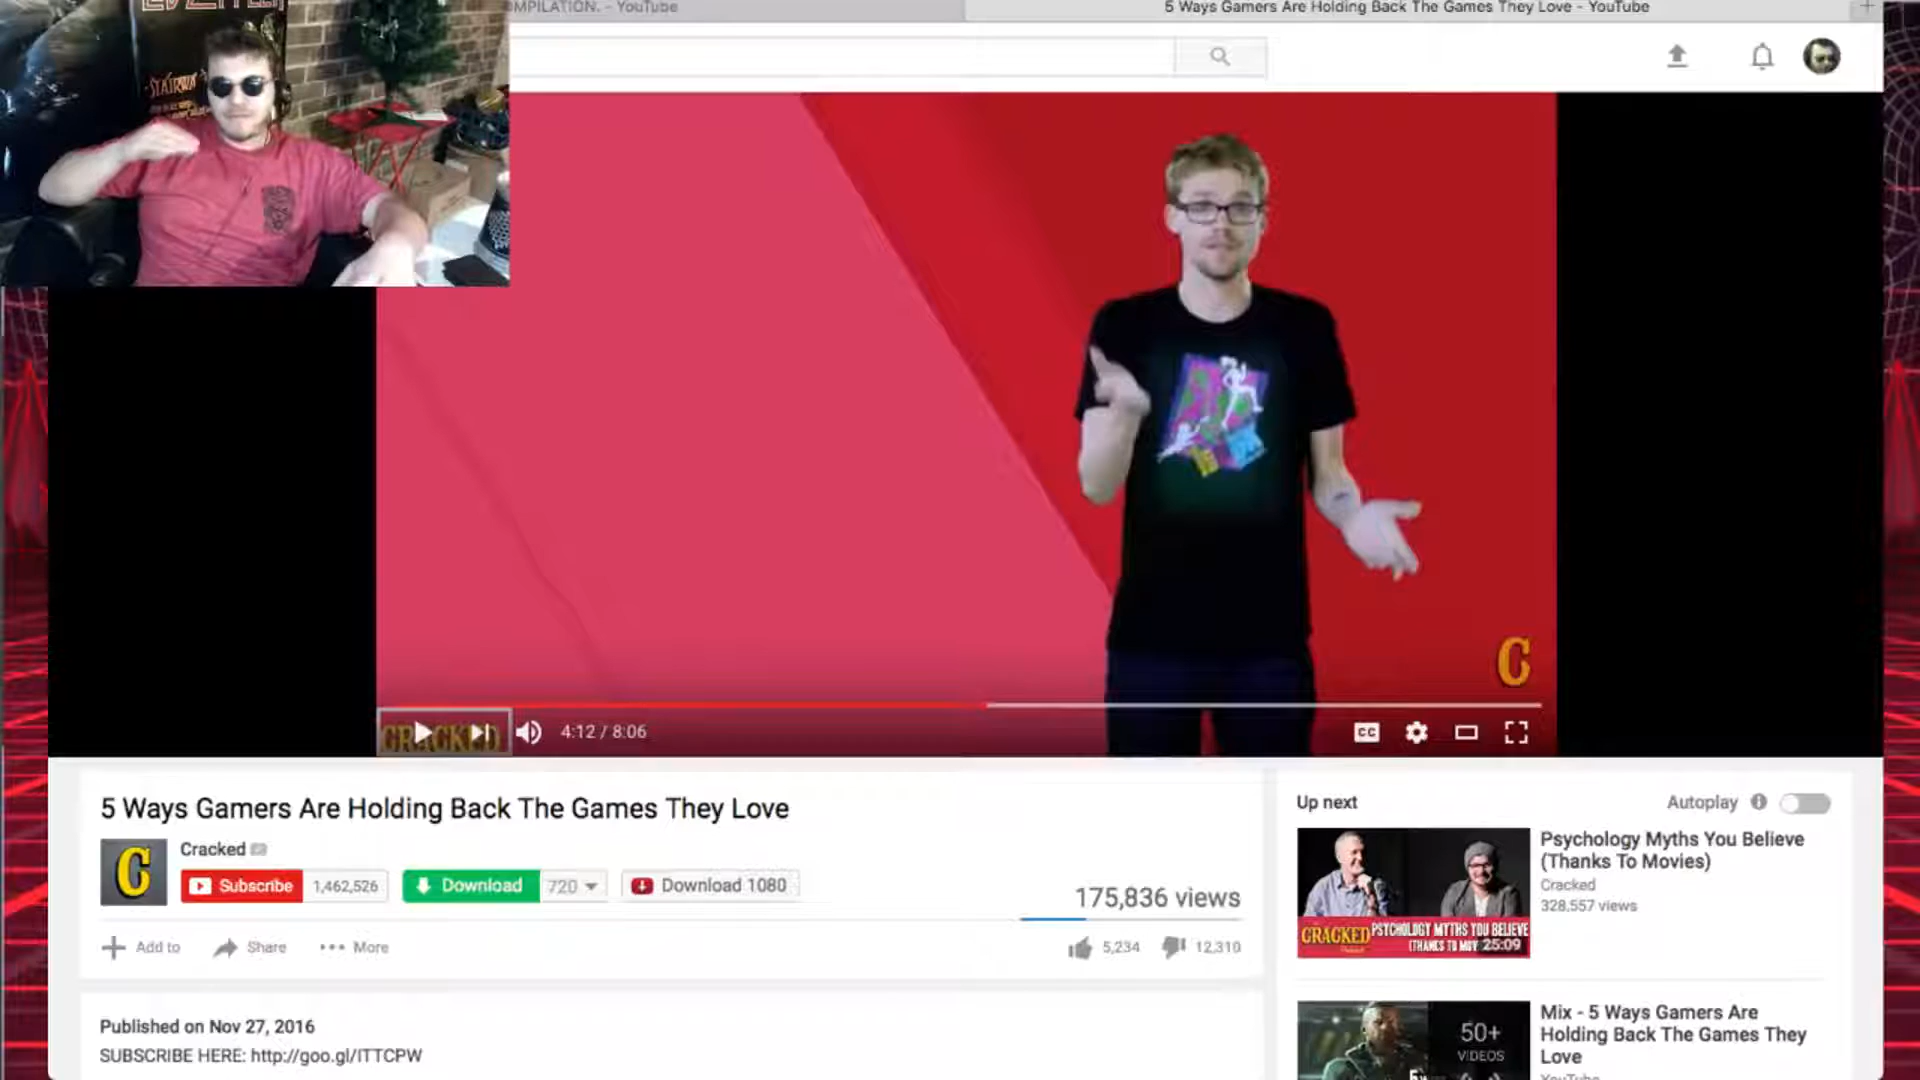 OMPILATION. - YouTube
5 Ways Gamers Are Holding Back The Games They Love - YouTube
STAIRWAY
C
CRACKED
4:12 / 8:06
CC
5 Ways Gamers Are Holding Back The Games They Love
C
Cracked
Subscribe 1,462,526
Download 720
Download 1080
175,836 views
Add to
Share
More
5,234
12,310
Published on Nov 27, 2016
SUBSCRIBE HERE: http://goo.gl/ITTCPW
Up next
Autoplay
CRACKED
PSYCHOLOGY MYTHS YOU BELIEVE
25:09
Psychology Myths You Believe
(Thanks To Movies)
Cracked
328,557 views
50+
VIDEOS
Mix - 5 Ways Gamers Are
Holding Back The Games They
Love
YouTube